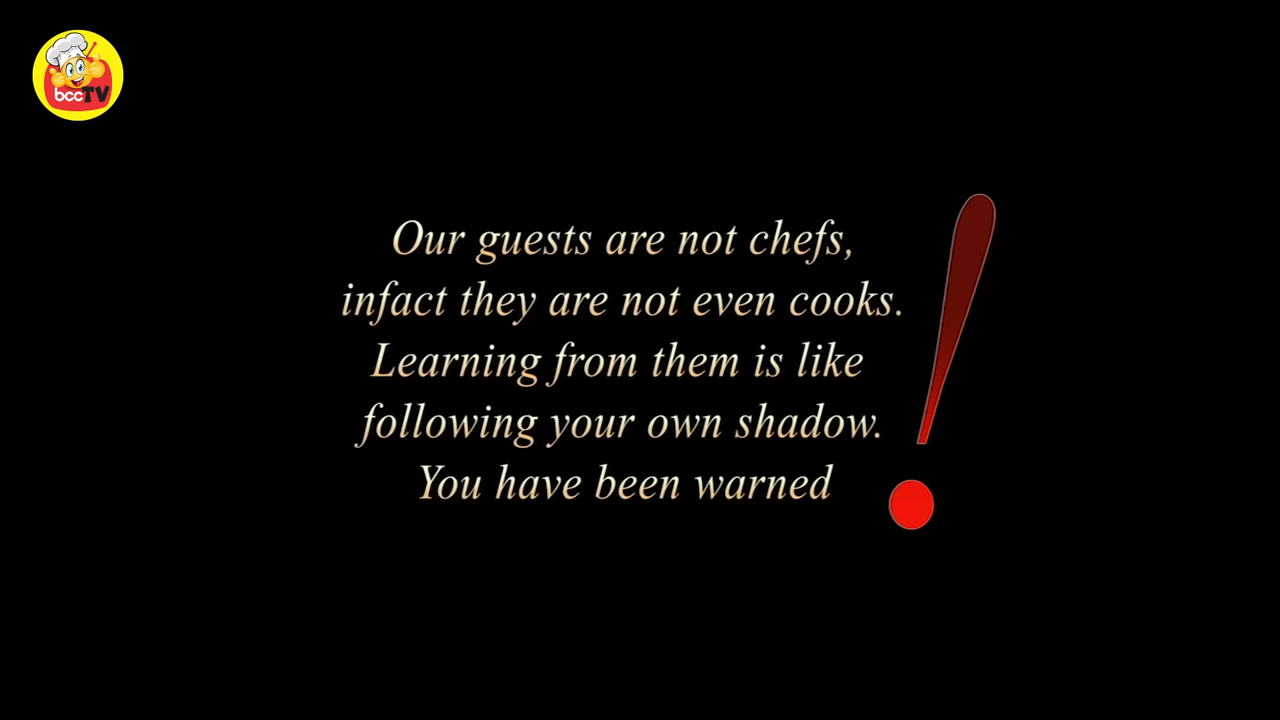 bccTV
Our guests are not chefs,
infact they are not even cooks.
Learning from them is like
following your own shadow.
You have been warned !